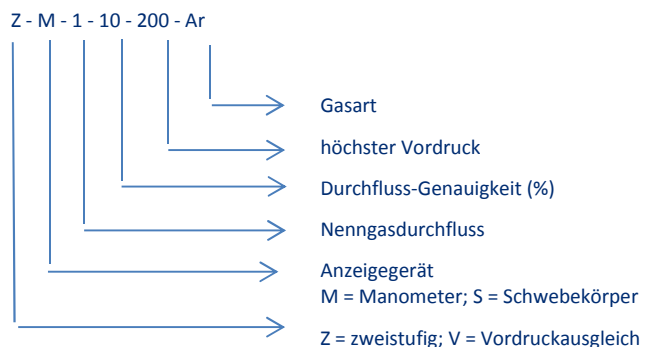 Z - M - 1 - 10 - 200 - Ar
Gasart
höchster Vordruck
Durchfluss-Genauigkeit (%)
Nenngasdurchfluss
Anzeigegerät
M = Manometer; S = Schwebekörper
Z = zweistufig; V = Vordruckausgleich